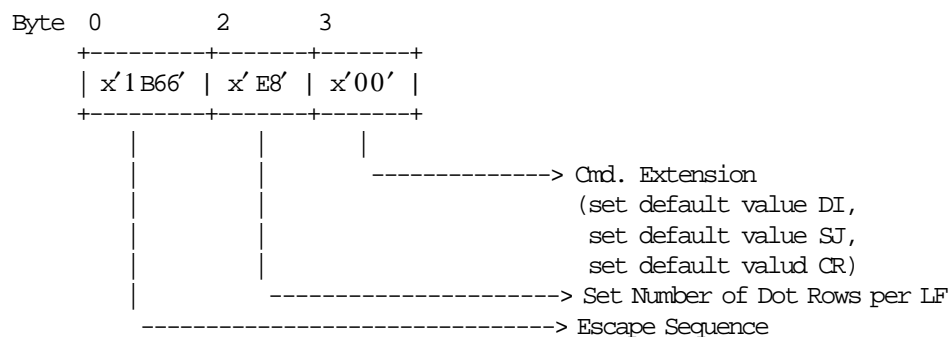 Byte 0 2 3
+---------+-------+-------+
| x'1B66' | x'E8' | x'00' |
+---------+-------+-------+
| | |
| | --------------> Cmd. Extension
| | (set default value DI,
| | set default value SJ,
| | set default valud CR)
| ----------------------> Set Number of Dot Rows per LF
--------------------------------> Escape Sequence